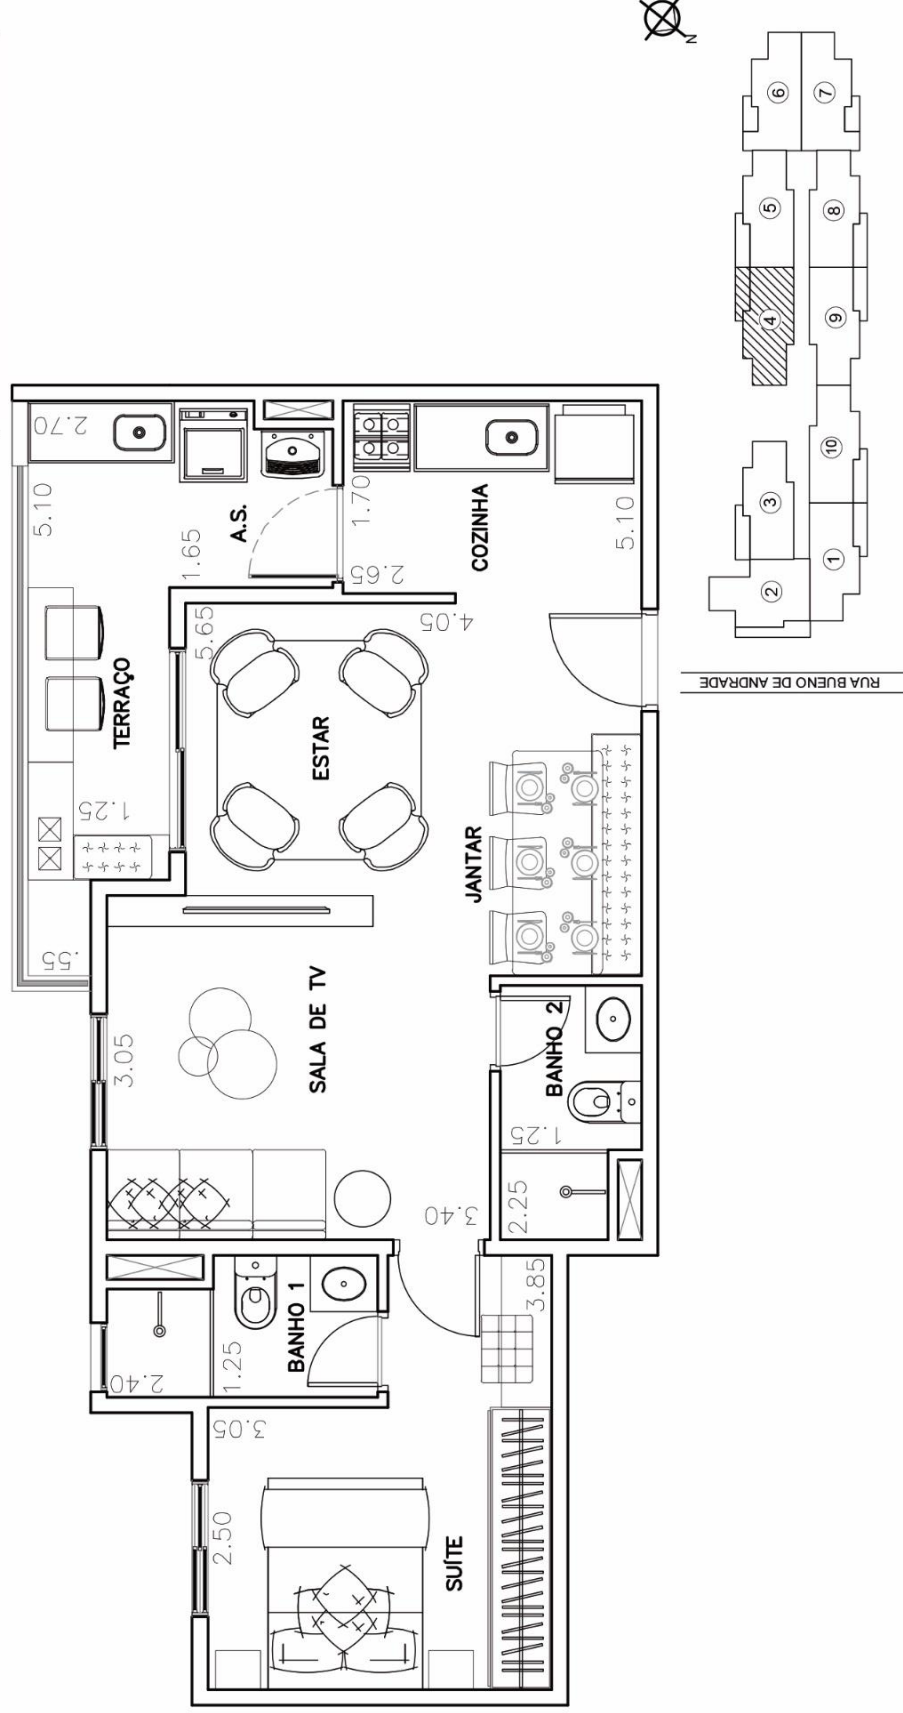 N
6
7
5
8
4
9
3
10
2
1
RUA BUENO DE ANDRADE
2.70
5.10
1.65
A.S.
1.70
COZINHA
5.10
2.65
4.05
5.65
TERRAÇO
ESTAR
1.25
JANTAR
.55
3.05
SALA DE TV
BANHO 2
1.25
2.25
3.40
3.85
BANHO 1
1.25
2.40
3.05
2.50
SUÍTE